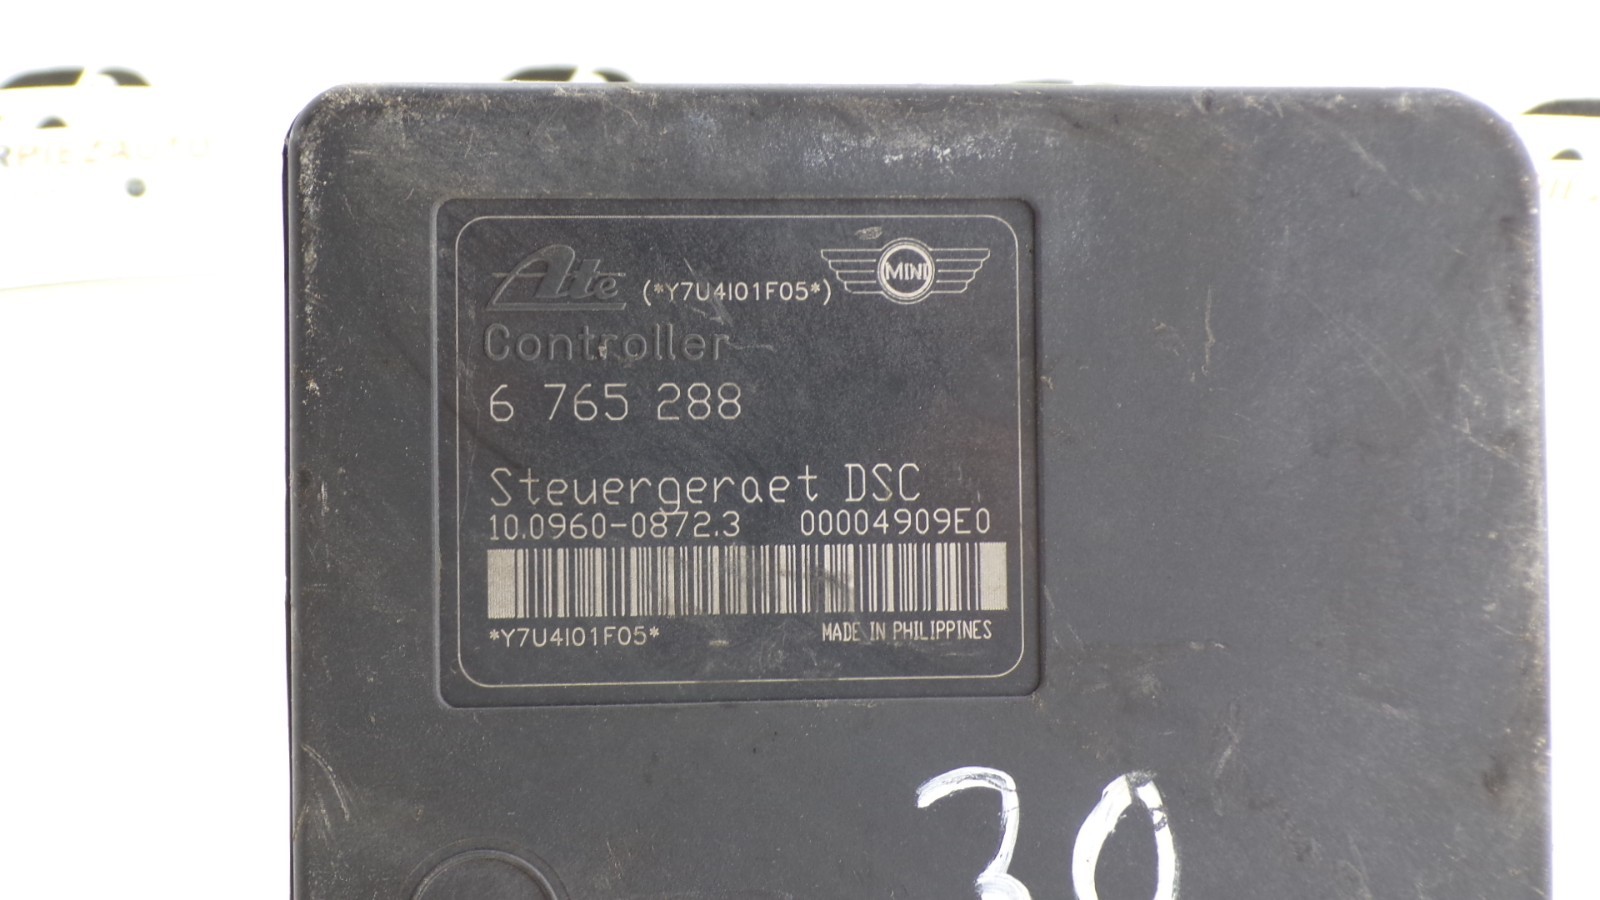 Ate (*Y7U4I01F05*) MINI
Controller
6 765 288
Steuergeraet DSC
10.0960-0872.3 00004909E0
*Y7U4I01F05* MADE IN PHILIPPINES
30